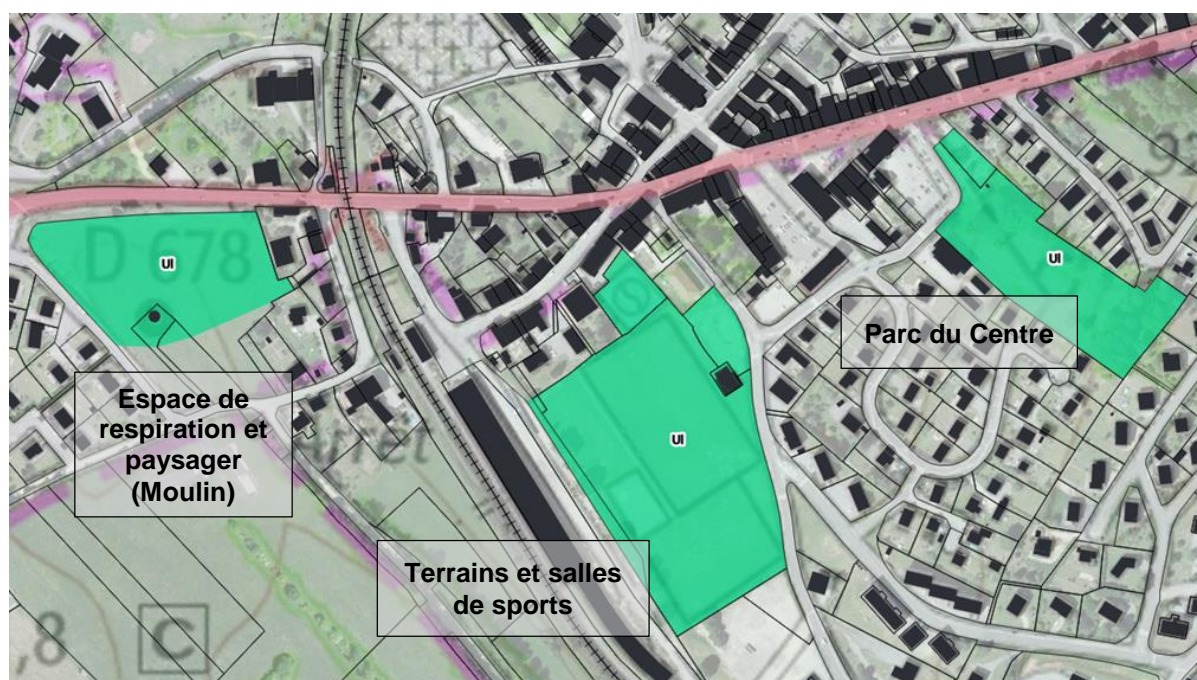 D 678
UI
UI
UI
Parc du Centre
Espace de
respiration et
paysager
(Moulin)
Terrains et salles
de sports
,8
C